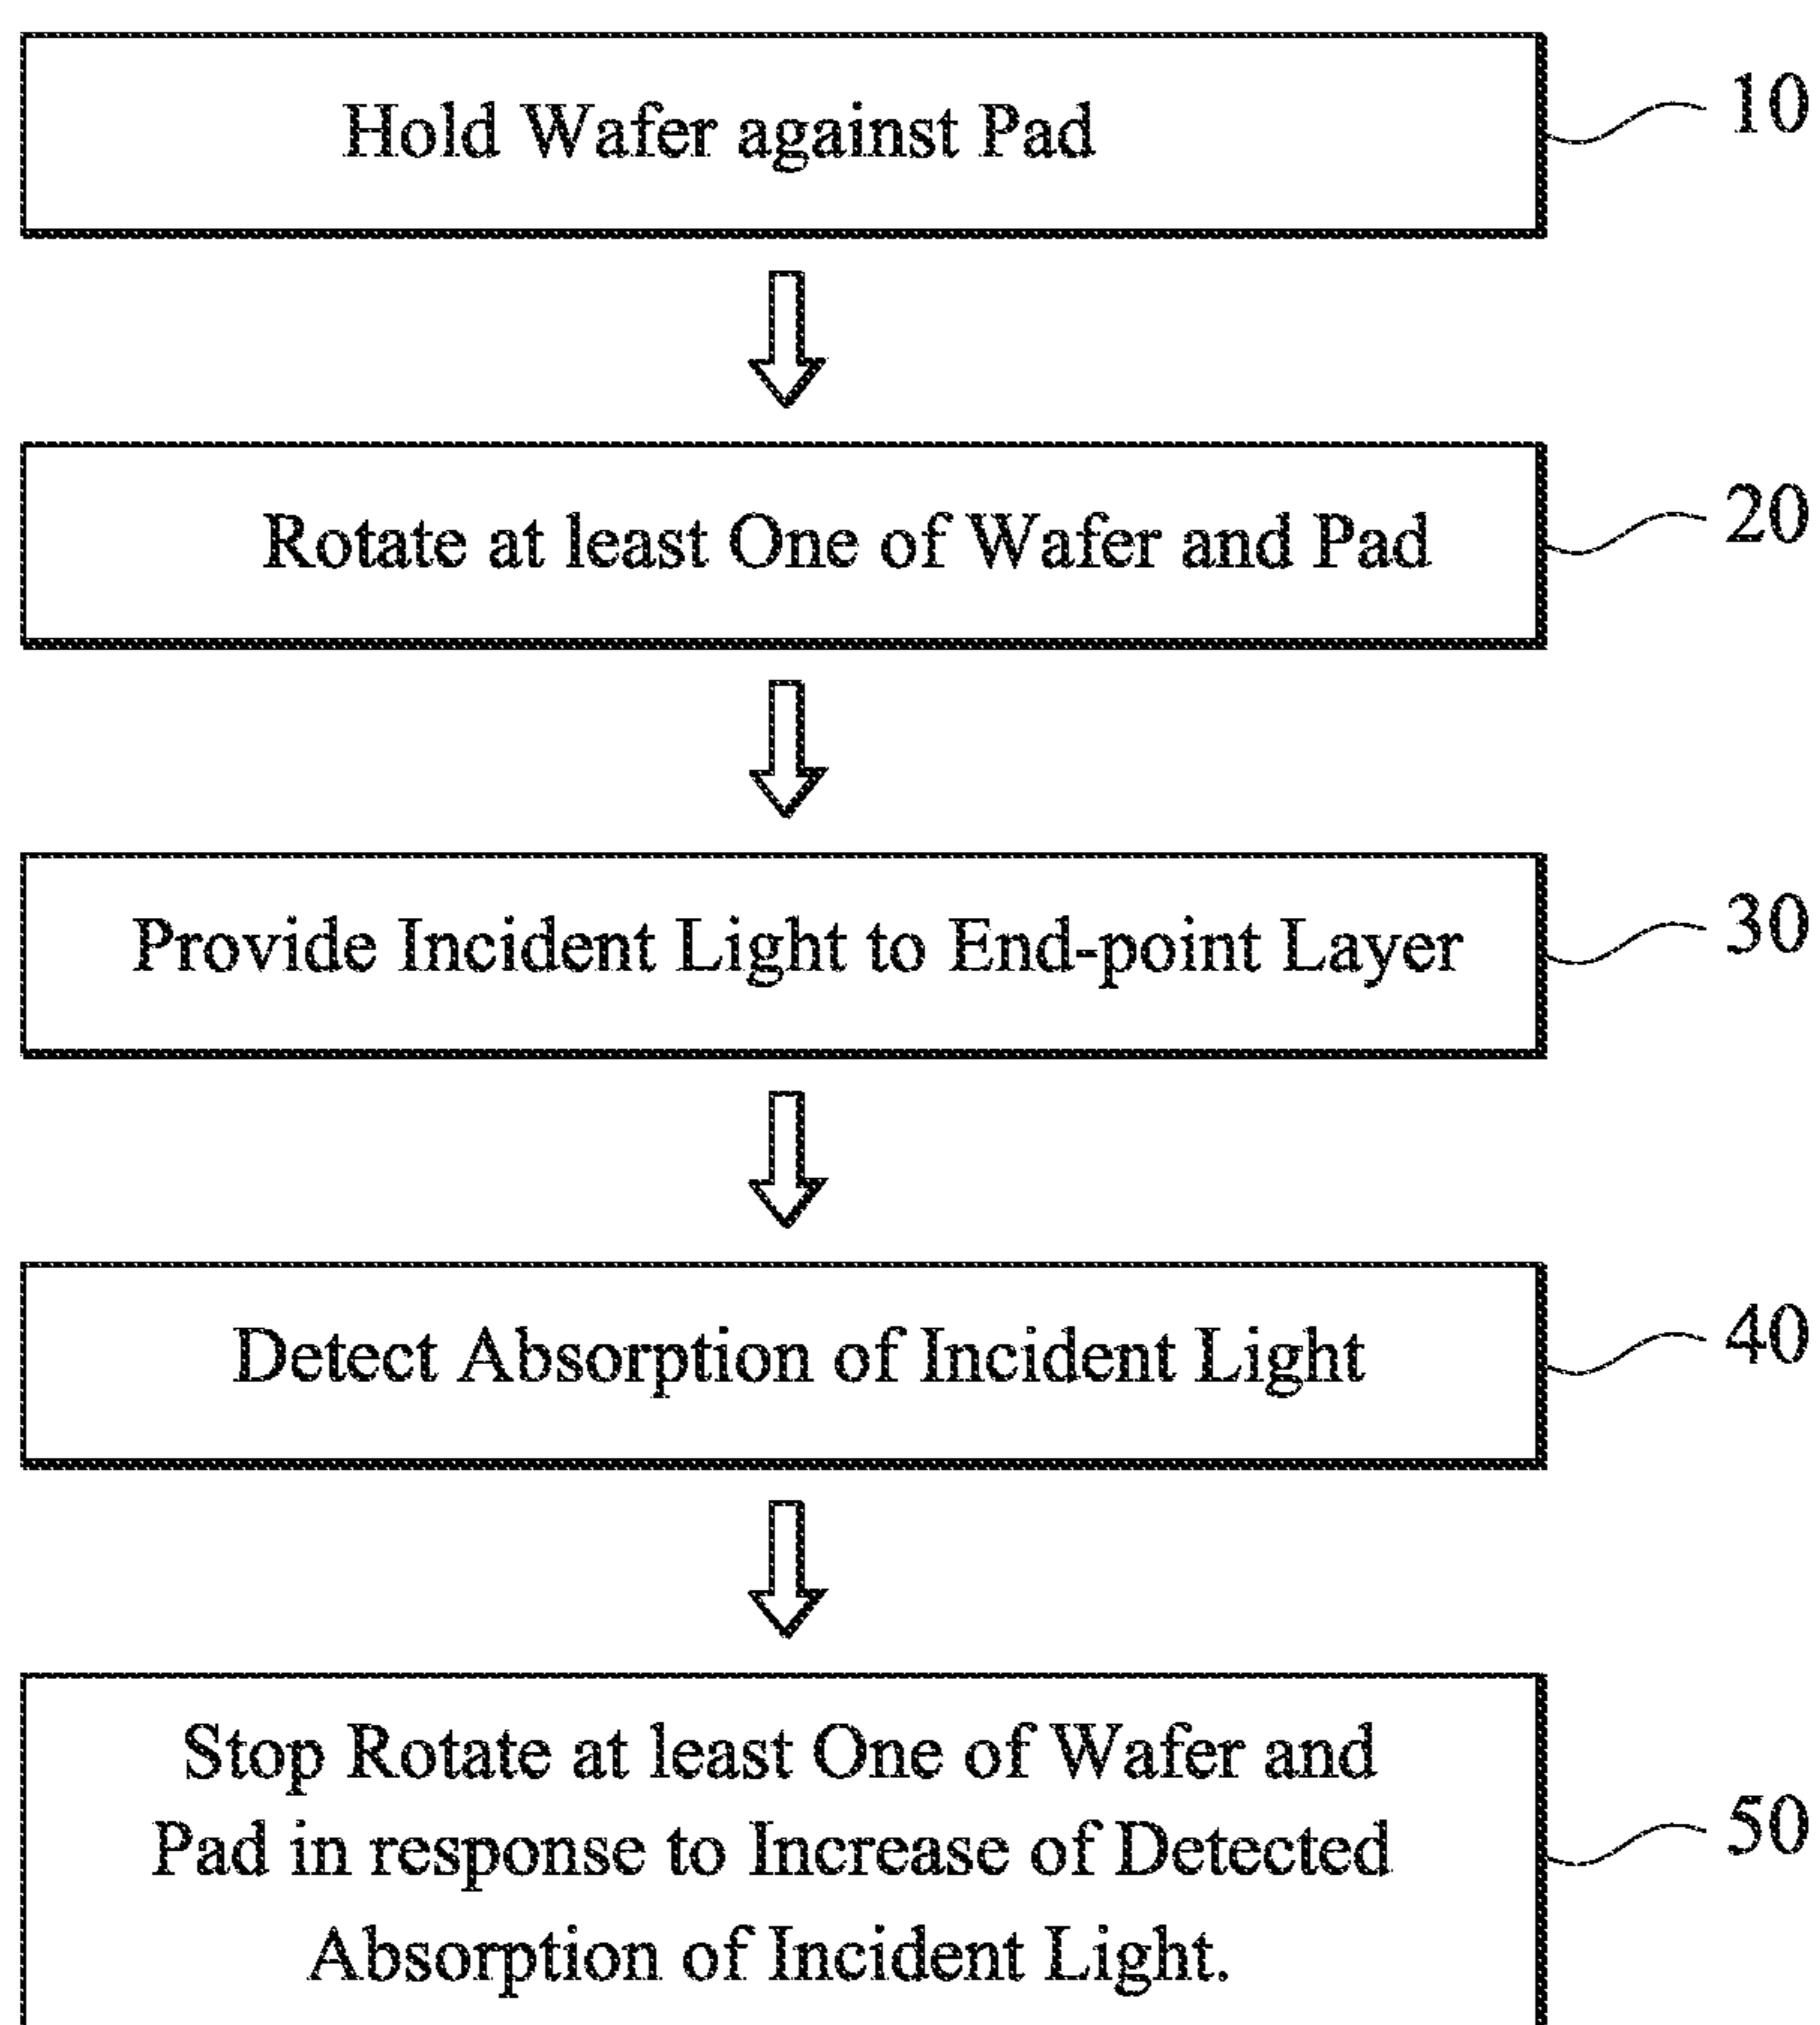 Hold Wafer against Pad
10
Rotate at least One of Wafer and Pad
20
Provide Incident Light to End-point Layer
30
Detect Absorption of Incident Light
40
Stop Rotate at least One of Wafer and
Pad in response to Increase of Detected
Absorption of Incident Light.
50